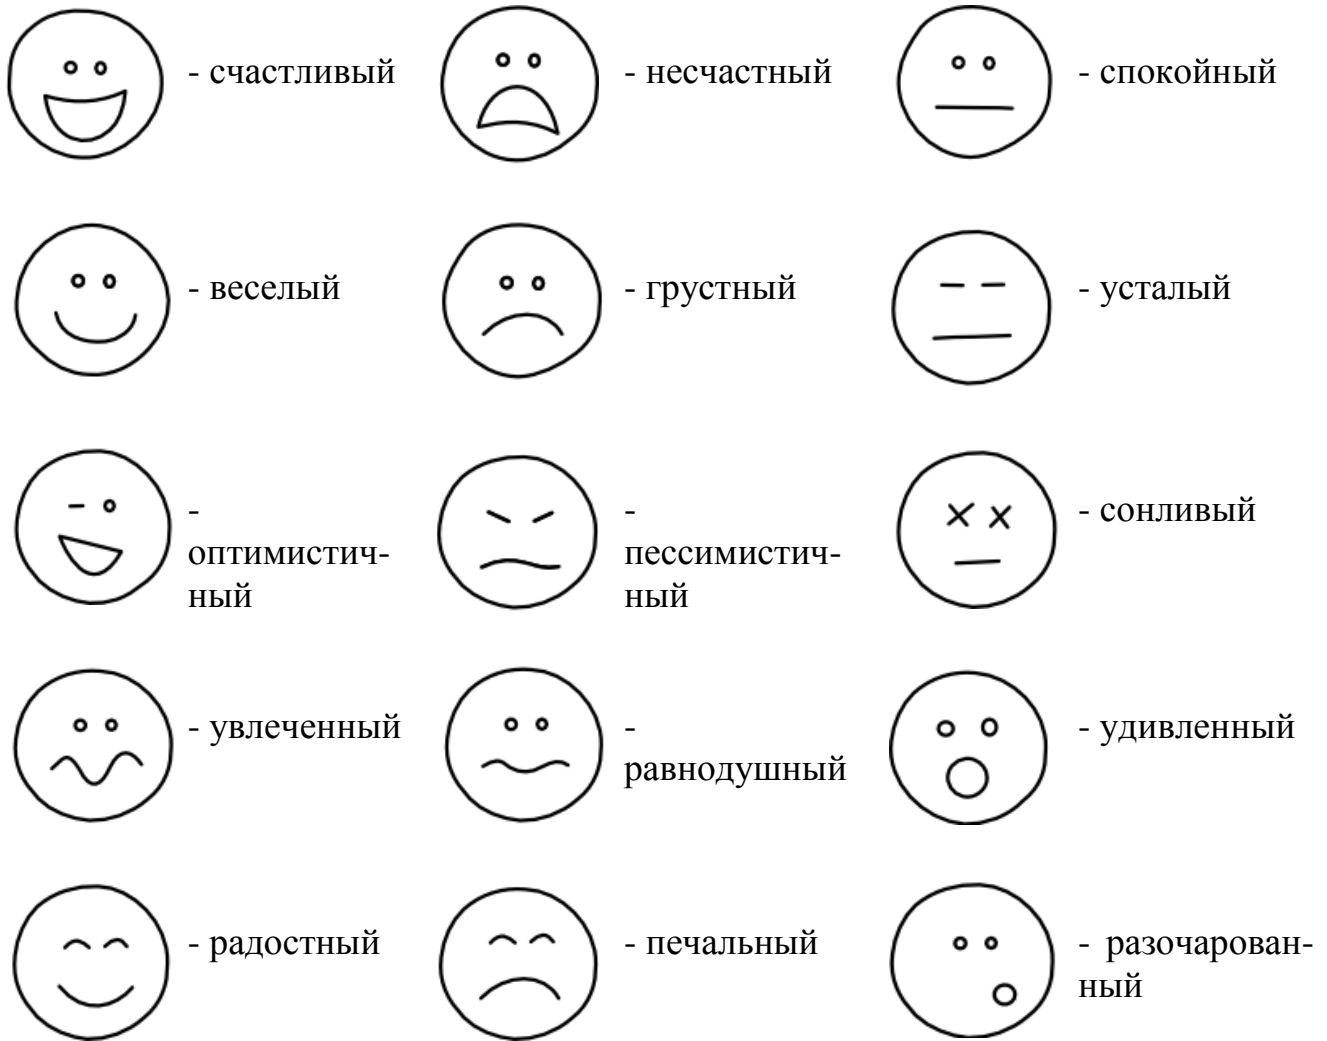 - счастливый
- несчастный
- спокойный
- веселый
- грустный
- усталый
-
оптимистич-
ный
-
пессимистич-
ный
- сонливый
- увлеченный
-
равнодушный
- удивленный
- радостный
- печальный
- разочарован-
ный